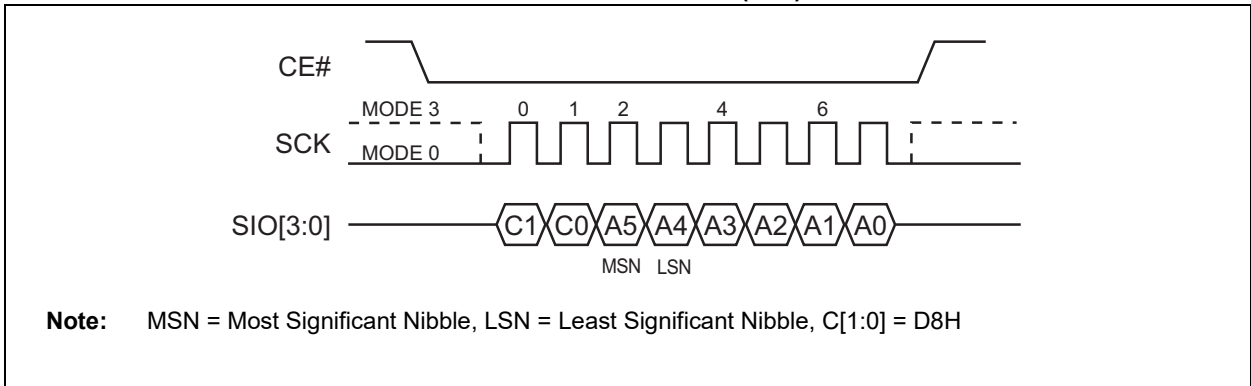 CE#
MODE 3 0 1 2 4 6
SCK
MODE 0
SIO[3:0] C1 C0 A5 A4 A3 A2 A1 A0
MSN LSN
Note: MSN = Most Significant Nibble, LSN = Least Significant Nibble, C[1:0] = D8H